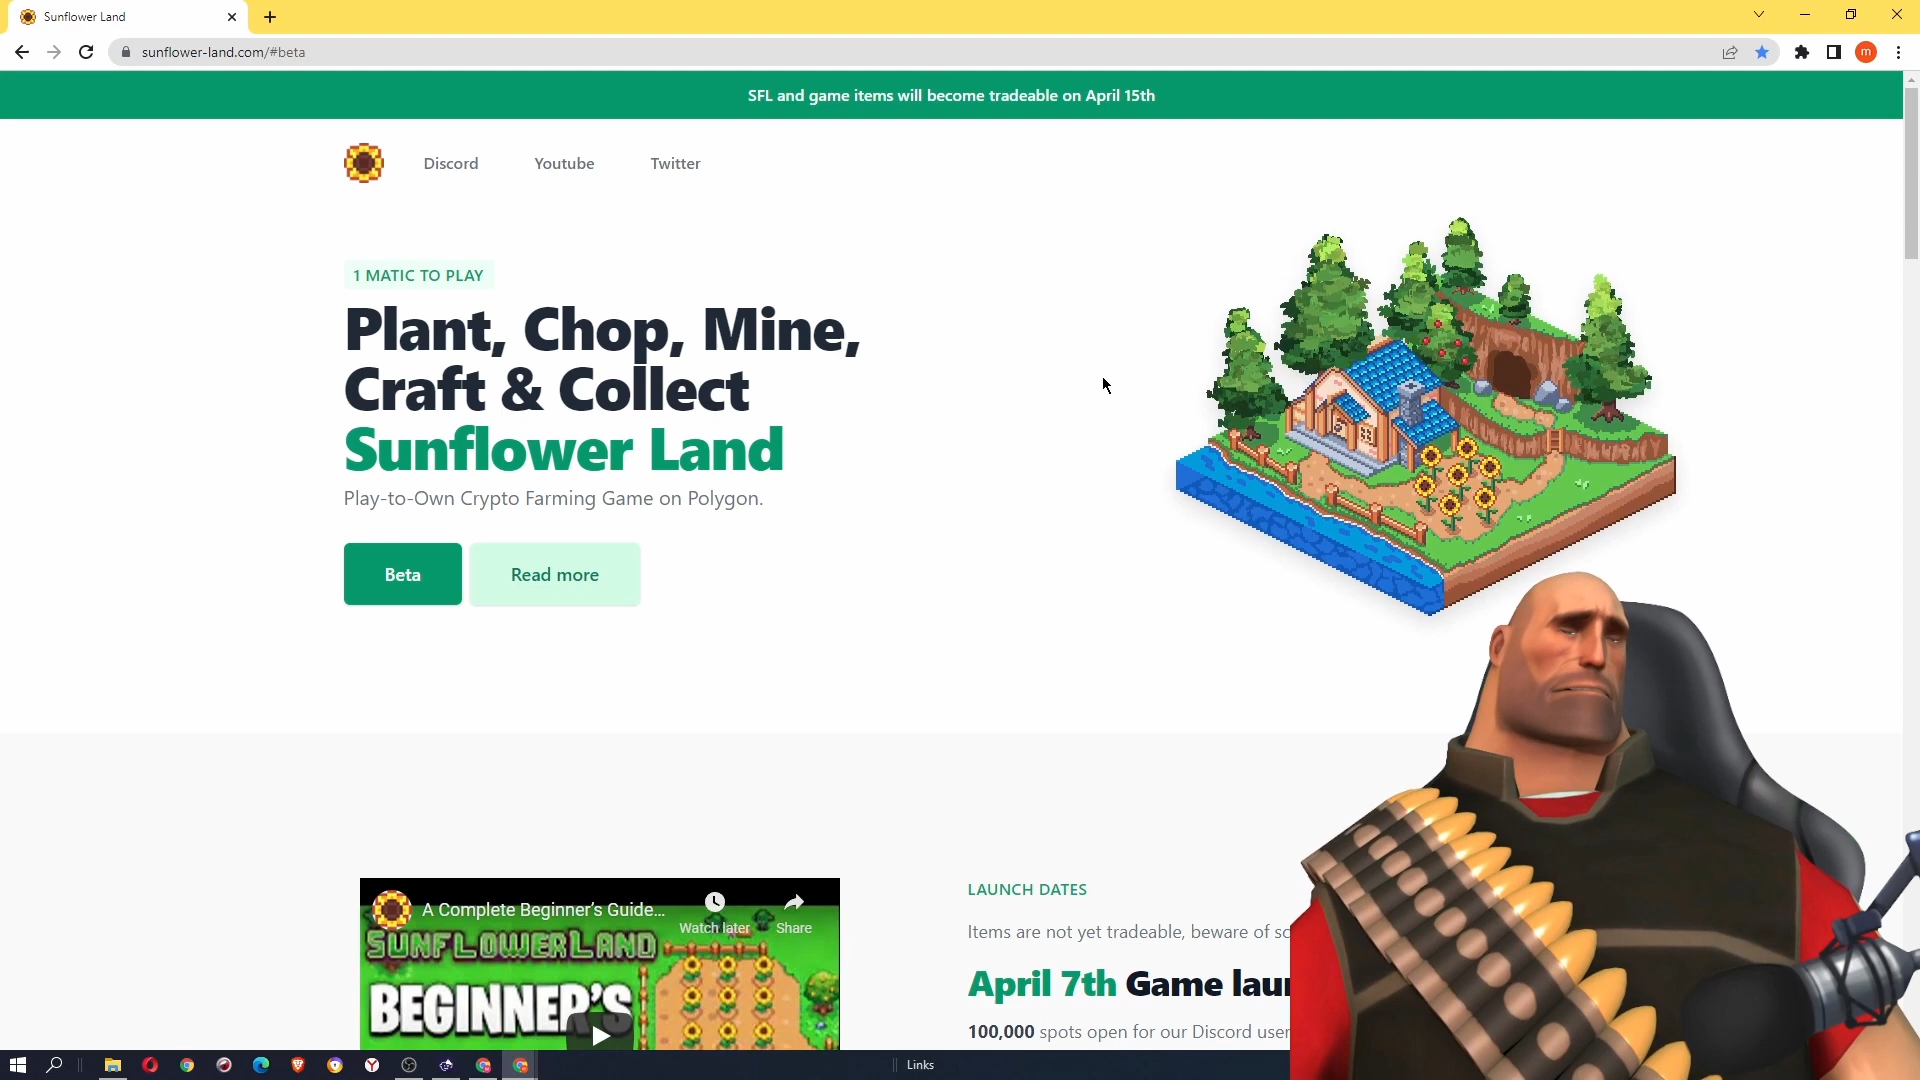 Sunflower Land
sunflower-land.com/#beta
m
SFL and game items will become tradeable on April 15th
Discord
Youtube
Twitter
1 MATIC TO PLAY
Plant, Chop, Mine,
Craft & Collect
Sunflower Land
Play-to-Own Crypto Farming Game on Polygon.
Beta
Read more
A Complete Beginner's Guide...
Watch later
Share
SUNFLOWER LAND
BEGINNER'S
LAUNCH DATES
Items are not yet tradeable, beware of
April 7th Game
100,000 spots open for our Discord
Links